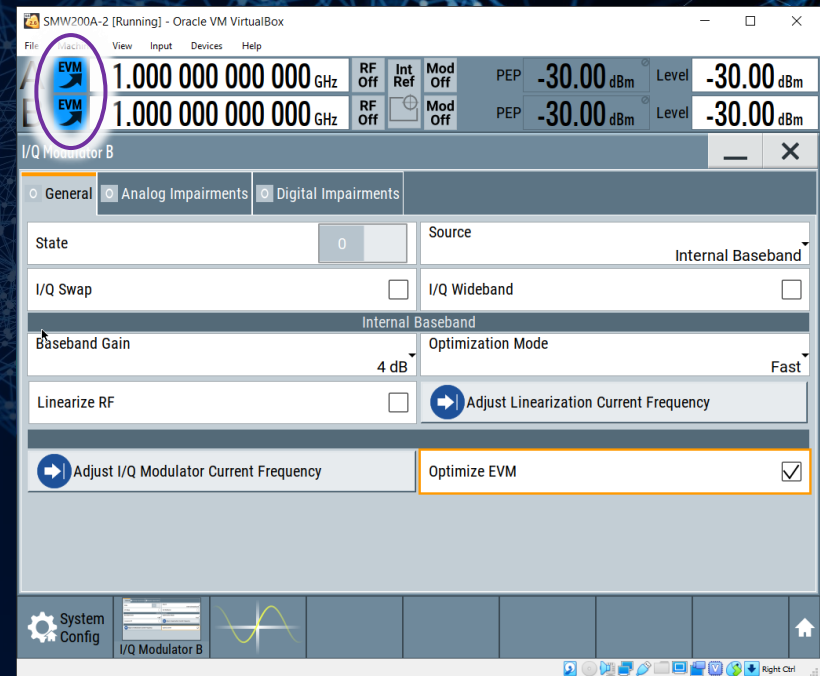 SMW200A-2 [Running] - Oracle VM VirtualBox
File View Input Devices Help
EVM 1.000 000 000 000 GHz RF Off Int Ref Mod Off PEP -30.00 dBm Level -30.00 dBm
EVM 1.000 000 000 000 GHz RF Off Mod Off PEP -30.00 dBm Level -30.00 dBm
I/Q Modulator B
0 General 0 Analog Impairments 0 Digital Impairments
State 0 Source Internal Baseband
I/Q Swap I/Q Wideband
Internal Baseband
Baseband Gain 4 dB Optimization Mode Fast
Linearize RF Adjust Linearization Current Frequency
Adjust I/Q Modulator Current Frequency Optimize EVM
System Config I/Q Modulator B
Right Ctrl